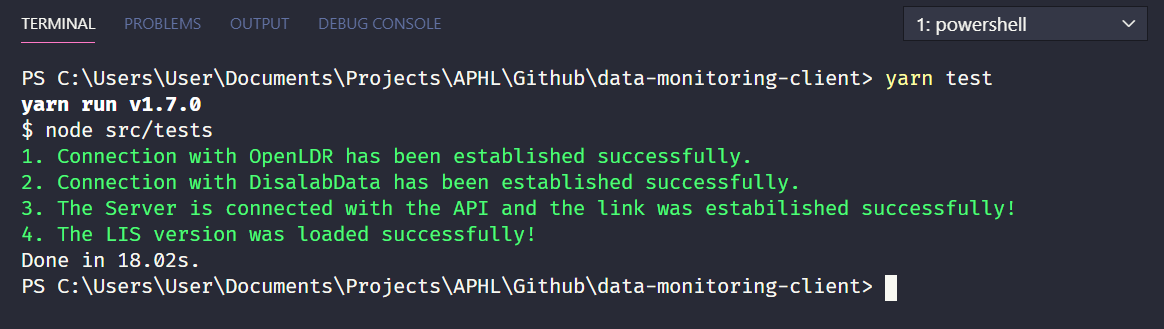 TERMINAL PROBLEMS OUTPUT DEBUG CONSOLE 1: powershell
PS C:\Users\User\Documents\Projects\APHL\Github\data-monitoring-client> yarn test
yarn run v1.7.0
$ node src/tests
1. Connection with OpenLDR has been established successfully.
2. Connection with DisalabData has been established successfully.
3. The Server is connected with the API and the link was estabilished successfully!
4. The LIS version was loaded successfully!
Done in 18.02s.
PS C:\Users\User\Documents\Projects\APHL\Github\data-monitoring-client>